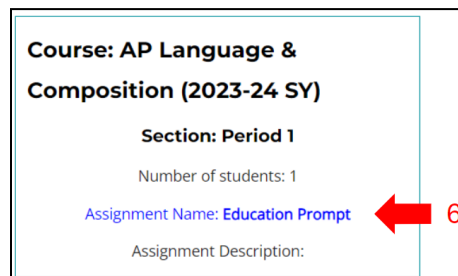 Course: AP Language &
Composition (2023-24 SY)
Section: Period 1
Number of students: 1
Assignment Name: Education Prompt
6
Assignment Description: